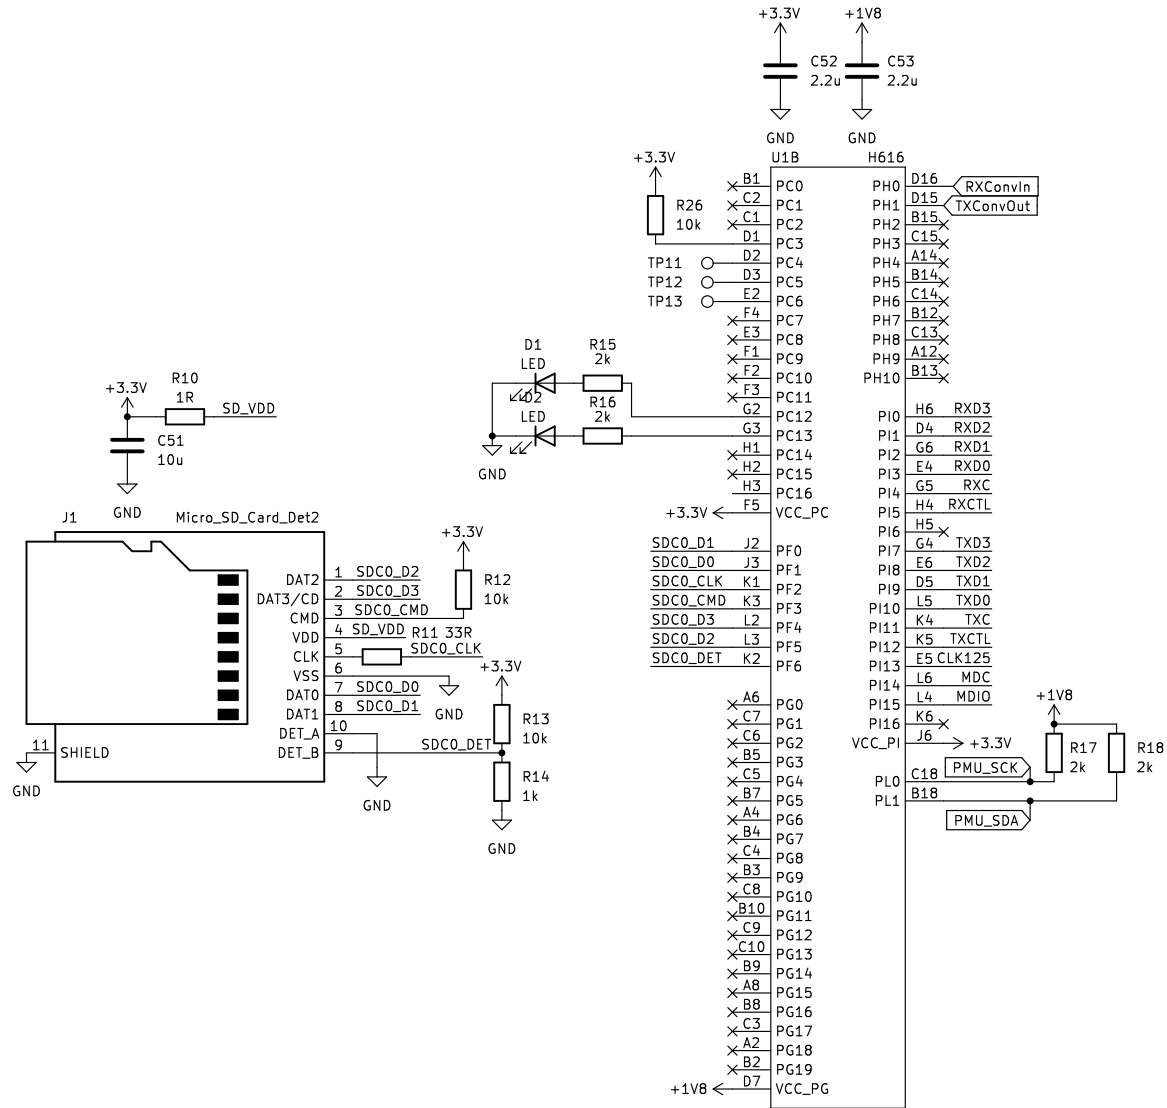 +3.3V +1V8
C52 2.2u
C53 2.2u
GND GND
U1B H616
+3.3V
R26 10k
B1 PC0
C2 PC1
C1 PC2
D1 PC3
TP11 D2 PC4
TP12 D3 PC5
TP13 E2 PC6
F4 PC7
E3 PC8
F1 PC9
F2 PC10
F3 PC11
G2 PC12
G3 PC13
H1 PC14
H2 PC15
H3 PC16
+3.3V F5 VCC_PC
D1 LED
R15 2k
D2 LED
R16 2k
GND
SDC0_D1 J2 PF0
SDC0_D0 J3 PF1
SDC0_CLK K1 PF2
SDC0_CMD K3 PF3
SDC0_D3 L2 PF4
SDC0_D2 L3 PF5
SDC0_DET K2 PF6
A6 PG0
C7 PG1
C6 PG2
B5 PG3
C5 PG4
B7 PG5
A4 PG6
B4 PG7
C4 PG8
B3 PG9
C8 PG10
B10 PG11
C9 PG12
C10 PG13
B9 PG14
A8 PG15
B8 PG16
C3 PG17
A2 PG18
B2 PG19
+1V8 D7 VCC_PG
PH0 D16 RXConvIn
PH1 D15 TXConvOut
PH2 B15
PH3 C15
PH4 A14
PH5 B14
PH6 C14
PH7 B12
PH8 C13
PH9 A12
PH10 B13
PI0 H6 RXD3
PI1 D4 RXD2
PI2 G6 RXD1
PI3 E4 RXD0
PI4 G5 RXC
PI5 H4 RXCTL
PI6 H5
PI7 G4 TXD3
PI8 E6 TXD2
PI9 D5 TXD1
PI10 L5 TXD0
PI11 K4 TXC
PI12 K5 TXCTL
PI13 E5 CLK125
PI14 L6 MDC
PI15 L4 MDIO
PI16 K6
VCC_PI J6 +3.3V
PL0 C18 PMU_SCK
PL1 B18 PMU_SDA
+1V8
R17 2k
R18 2k
+3.3V
R10 1R
SD_VDD
C51 10u
GND
J1 Micro_SD_Card_Det2
DAT2 1 SDC0_D2
DAT3/CD 2 SDC0_D3
CMD 3 SDC0_CMD
VDD 4 SD_VDD
CLK 5 R11 33R SDC0_CLK
VSS 6 GND
DAT0 7 SDC0_D0
DAT1 8 SDC0_D1
DET_A 10 GND
DET_B 9 SDC0_DET
11 SHIELD
GND
+3.3V
R12 10k
+3.3V
R13 10k
R14 1k
GND